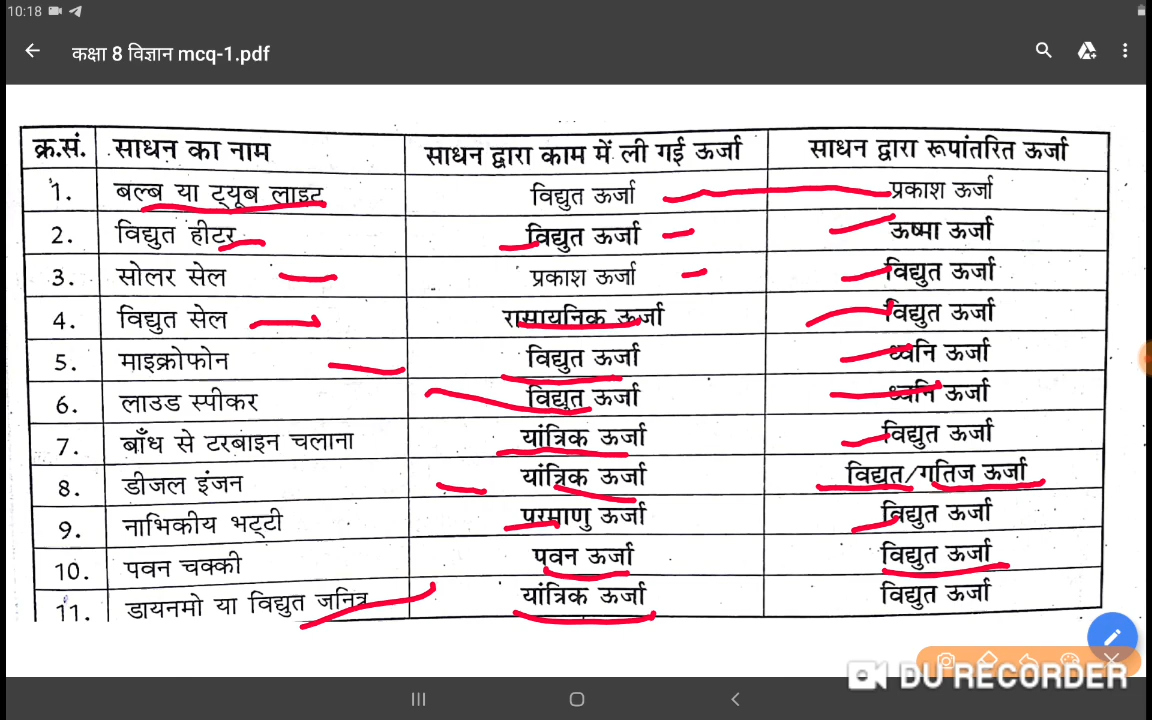 10:18
कक्षा 8 विज्ञान mcq-1.pdf
क्र.सं. साधन का नाम साधन द्वारा काम में ली गई ऊर्जा साधन द्वारा रूपांतरित ऊर्जा
1. बल्ब या ट्यूब लाइट विद्युत ऊर्जा प्रकाश ऊर्जा
2. विद्युत हीटर विद्युत ऊर्जा ऊष्मा ऊर्जा
3. सोलर सेल प्रकाश ऊर्जा विद्युत ऊर्जा
4. विद्युत सेल रासायनिक ऊर्जा विद्युत ऊर्जा
5. माइक्रोफोन विद्युत ऊर्जा ध्वनि ऊर्जा
6. लाउड स्पीकर विद्युत ऊर्जा ध्वनि ऊर्जा
7. बाँध से टरबाइन चलाना यांत्रिक ऊर्जा विद्युत ऊर्जा
8. डीजल इंजन यांत्रिक ऊर्जा विद्यत/गतिज ऊर्जा
9. नाभिकीय भट्टी परमाणु ऊर्जा विद्युत ऊर्जा
10. पवन चक्की पवन ऊर्जा विद्युत ऊर्जा
11. डायनमो या विद्युत जनित्र यांत्रिक ऊर्जा विद्युत ऊर्जा
DU RECORDER